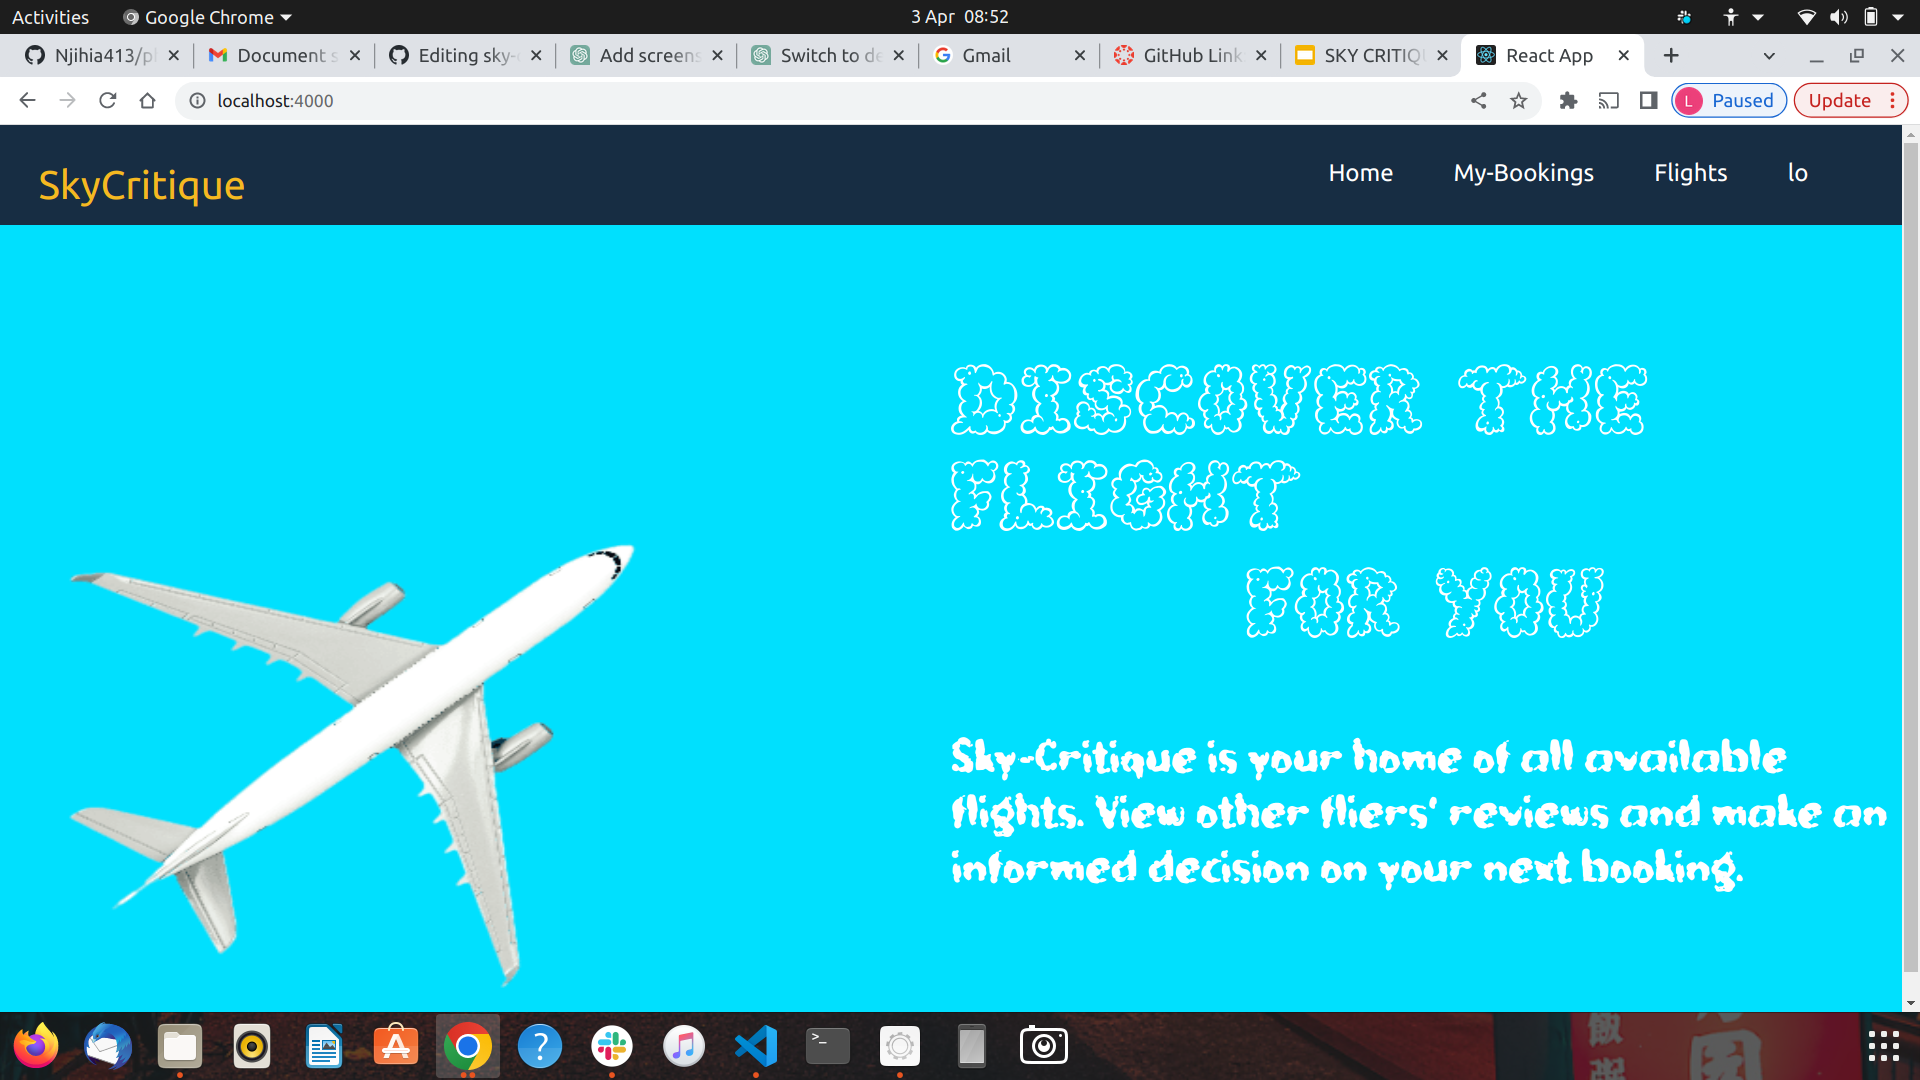 Activities Google Chrome 3 Apr 08:52
Njihia413/pl Document s Editing sky- Add screens Switch to de Gmail GitHub Link SKY CRITIQU React App
localhost:4000 L Paused Update
SkyCritique Home My-Bookings Flights lo
DISCOVER THE
FLIGHT
FOR YOU
Sky-Critique is your home of all available
flights. View other fliers' reviews and make an
informed decision on your next booking.